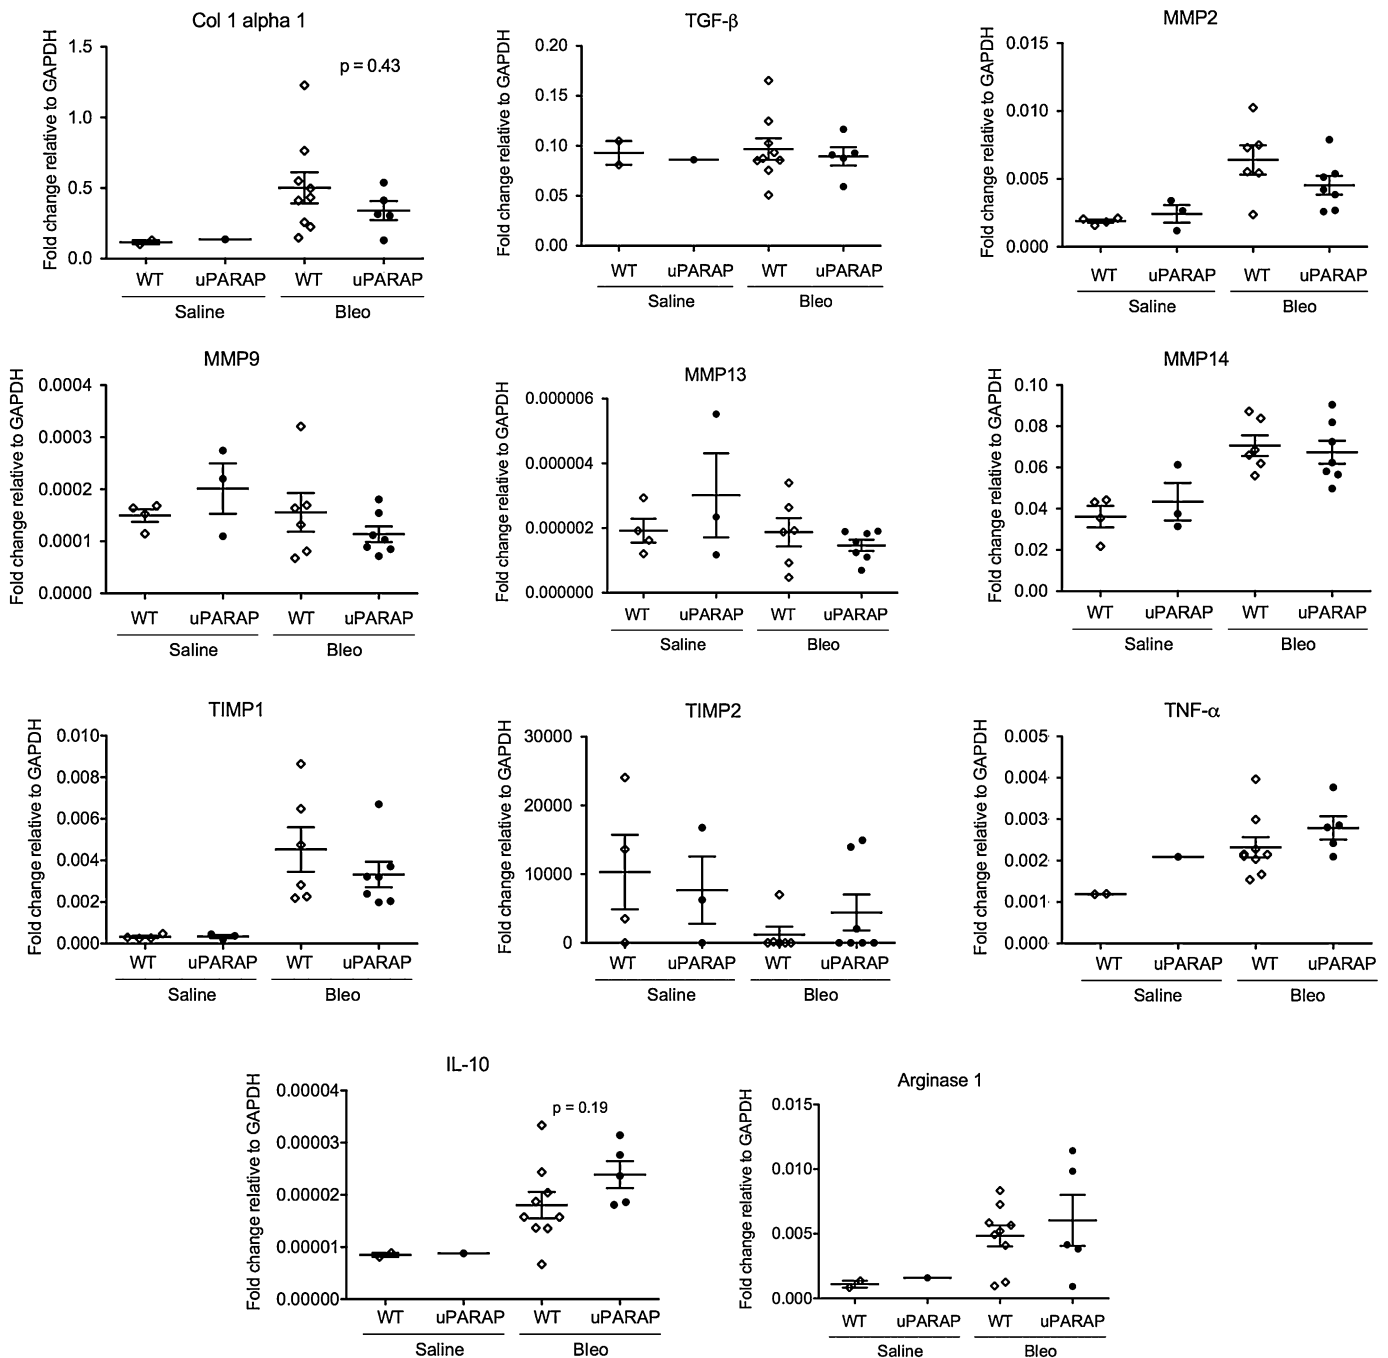 Col 1 alpha 1
Fold change relative to GAPDH
1.5
1.0
0.5
0.0
p = 0.43
WT uPARAP WT uPARAP
Saline Bleo
TGF-β
Fold change relative to GAPDH
0.20
0.15
0.10
0.05
0.00
WT uPARAP WT uPARAP
Saline Bleo
MMP2
Fold change relative to GAPDH
0.015
0.010
0.005
0.000
WT uPARAP WT uPARAP
Saline Bleo
MMP9
Fold change relative to GAPDH
0.0004
0.0003
0.0002
0.0001
0.0000
WT uPARAP WT uPARAP
Saline Bleo
MMP13
Fold change relative to GAPDH
0.000006
0.000004
0.000002
0.000000
WT uPARAP WT uPARAP
Saline Bleo
MMP14
Fold change relative to GAPDH
0.10
0.08
0.06
0.04
0.02
0.00
WT uPARAP WT uPARAP
Saline Bleo
TIMP1
Fold change relative to GAPDH
0.010
0.008
0.006
0.004
0.002
0.000
WT uPARAP WT uPARAP
Saline Bleo
TIMP2
Fold change relative to GAPDH
30000
20000
10000
0
WT uPARAP WT uPARAP
Saline Bleo
TNF-α
Fold change relative to GAPDH
0.005
0.004
0.003
0.002
0.001
0.000
WT uPARAP WT uPARAP
Saline Bleo
IL-10
Fold change relative to GAPDH
0.00004
0.00003
0.00002
0.00001
0.00000
p = 0.19
WT uPARAP WT uPARAP
Saline Bleo
Arginase 1
Fold change relative to GAPDH
0.015
0.010
0.005
0.000
WT uPARAP WT uPARAP
Saline Bleo